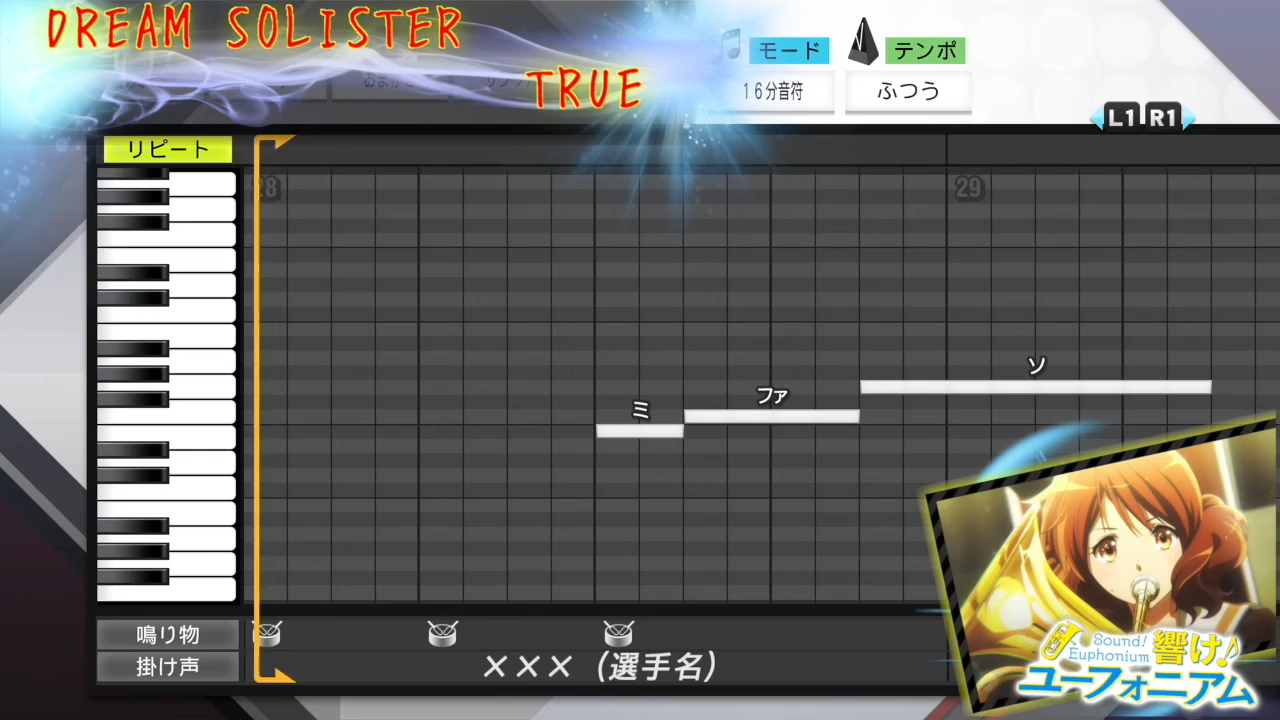 DREAM SOLISTER
TRUE
モード
テンポ
16分音符
ふつう
L1 R1
リピート
28
29
ソ
ファ
ミ
鳴り物
掛け声
××× (選手名)
Sound!
Euphonium
響け♪
ユーフォニアム